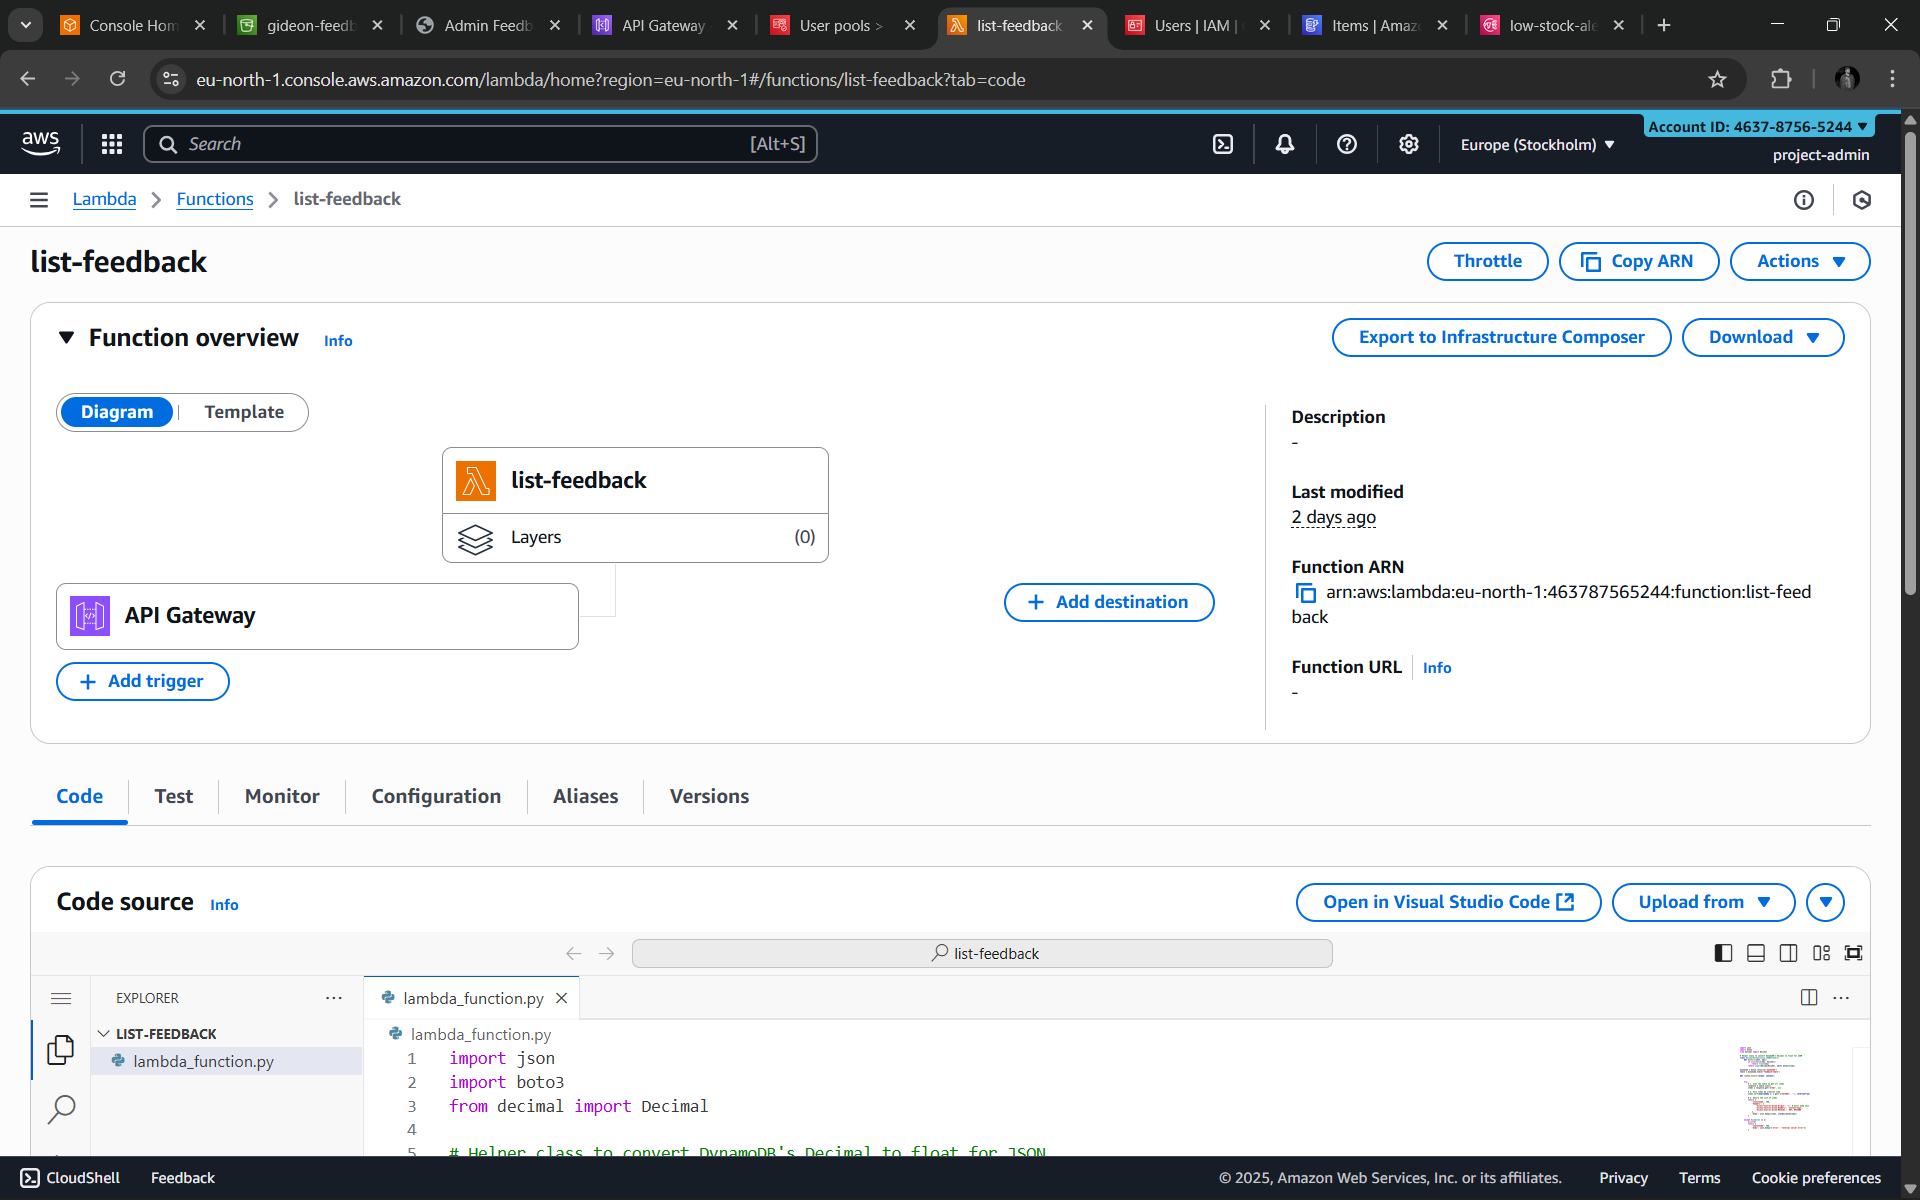 Console Hom
gideon-feedb
Admin Feedb
API Gateway
User pools >
list-feedback
Users | IAM |
Items | Amaz
low-stock-ale
eu-north-1.console.aws.amazon.com/lambda/home?region=eu-north-1#/functions/list-feedback?tab=code
aws
Search
[Alt+S]
Europe (Stockholm)
Account ID: 4637-8756-5244
project-admin
Lambda
Functions
list-feedback
list-feedback
Throttle
Copy ARN
Actions
Function overview
Info
Export to Infrastructure Composer
Download
Diagram
Template
list-feedback
Layers
(0)
API Gateway
+ Add trigger
+ Add destination
Description
-
Last modified
2 days ago
Function ARN
arn:aws:lambda:eu-north-1:463787565244:function:list-feed
back
Function URL
Info
-
Code
Test
Monitor
Configuration
Aliases
Versions
Code source
Info
Open in Visual Studio Code
Upload from
list-feedback
EXPLORER
LIST-FEEDBACK
lambda_function.py
lambda_function.py
lambda_function.py
1 import json
2 import boto3
3 from decimal import Decimal
4
5 # Helper class to convert DynamoDB's Decimal to float for JSON
CloudShell
Feedback
© 2025, Amazon Web Services, Inc. or its affiliates.
Privacy
Terms
Cookie preferences